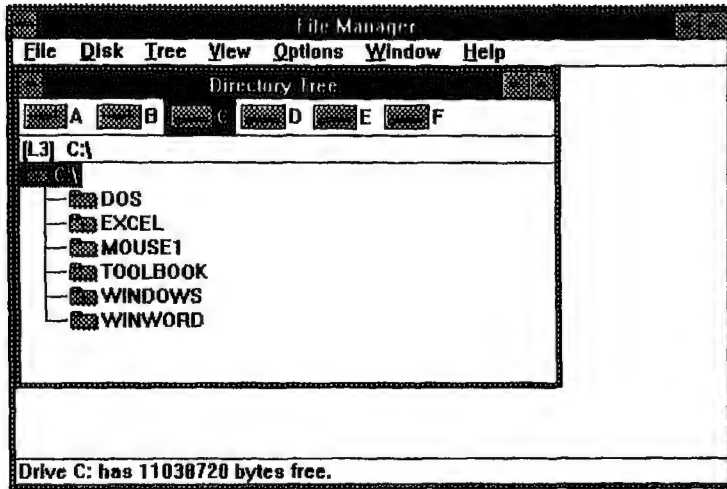 File Manager
File Disk Tree View Options Window Help
Directory Tree
A B C D E F
[L3] C:\
C:\
DOS
EXCEL
MOUSE1
TOOLBOOK
WINDOWS
WINWORD
Drive C: has 11038720 bytes free.